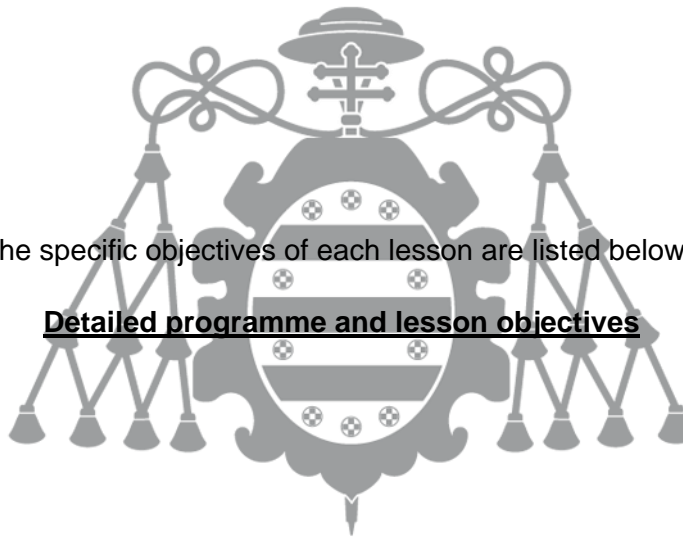 he specific objectives of each lesson are listed below
Detailed programme and lesson objectives